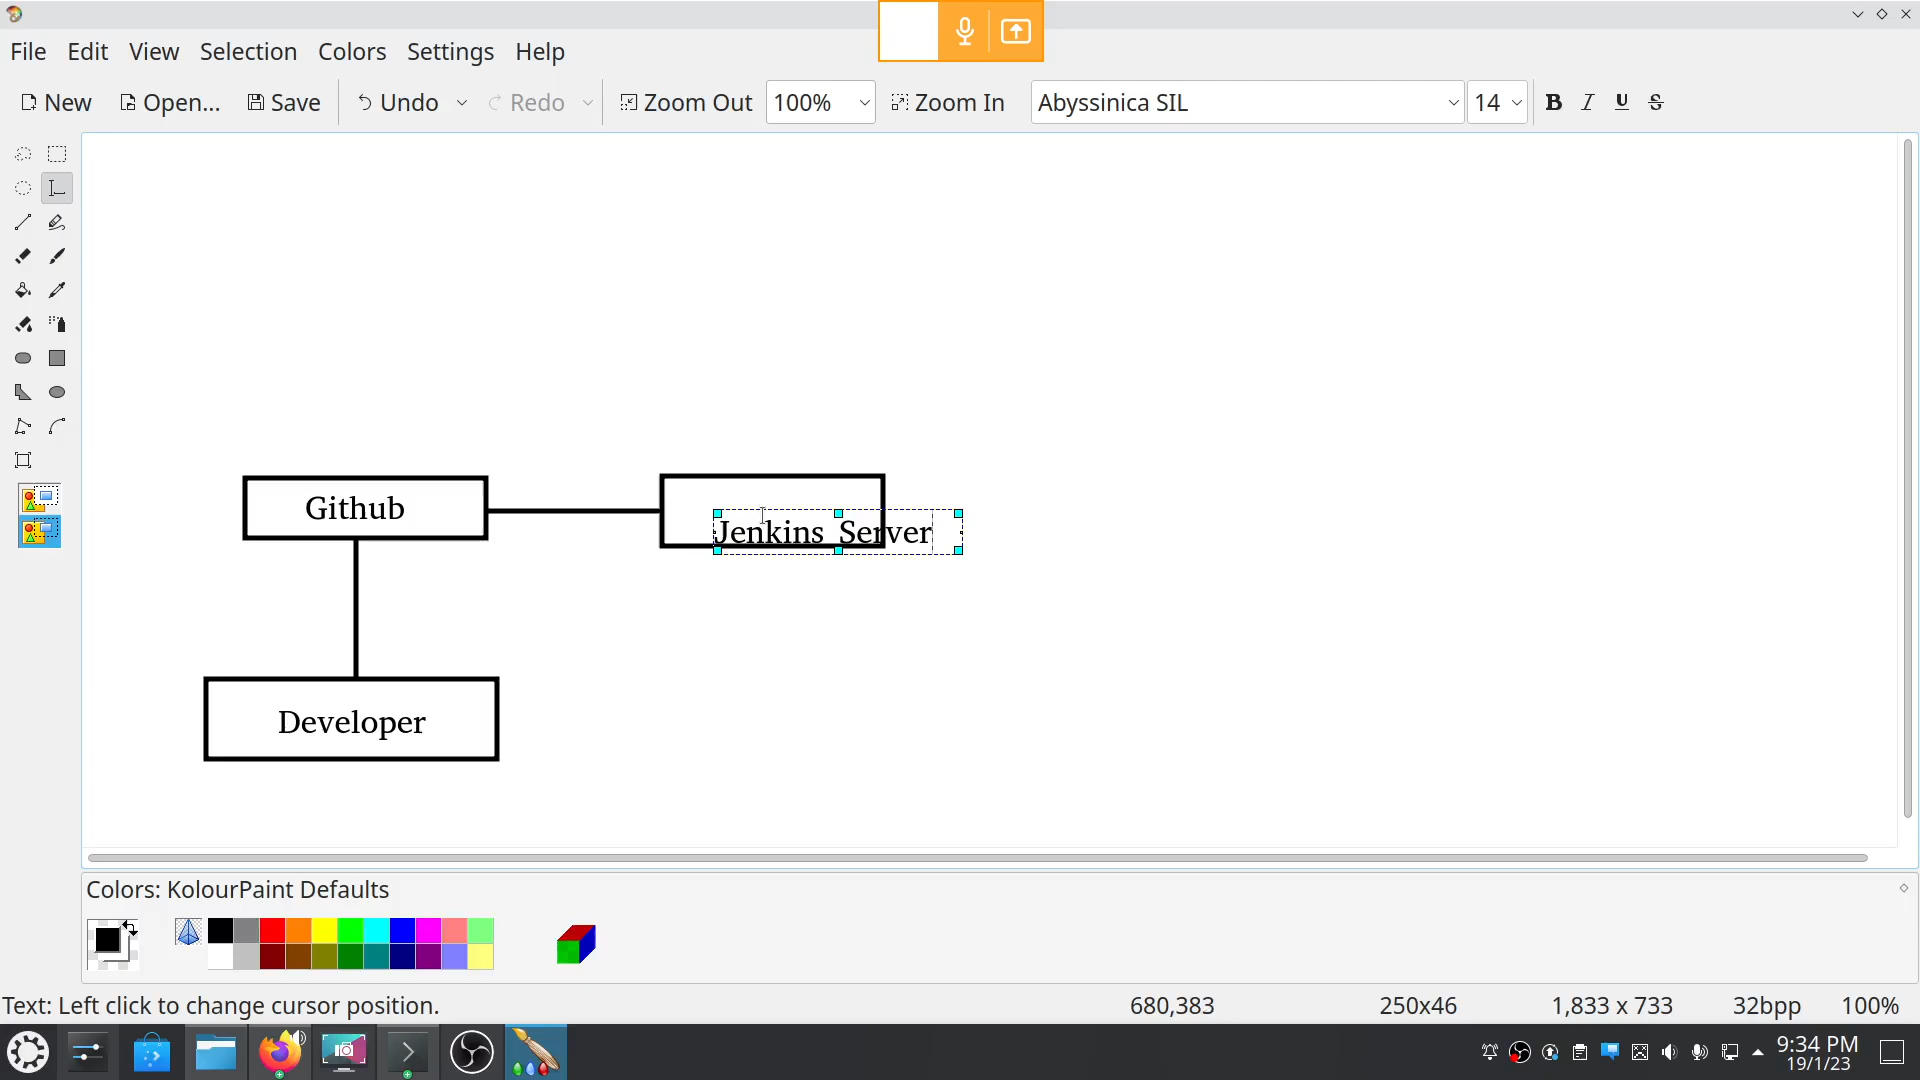 File Edit View Selection Colors Settings Help
New Open... Save Undo Redo Zoom Out 100% Zoom In Abyssinica SIL 14 B I U S
Github
Jenkins Server
Developer
Colors: KolourPaint Defaults
Text: Left click to change cursor position. 680,383 250x46 1,833 x 733 32bpp 100%
9:34 PM
19/1/23